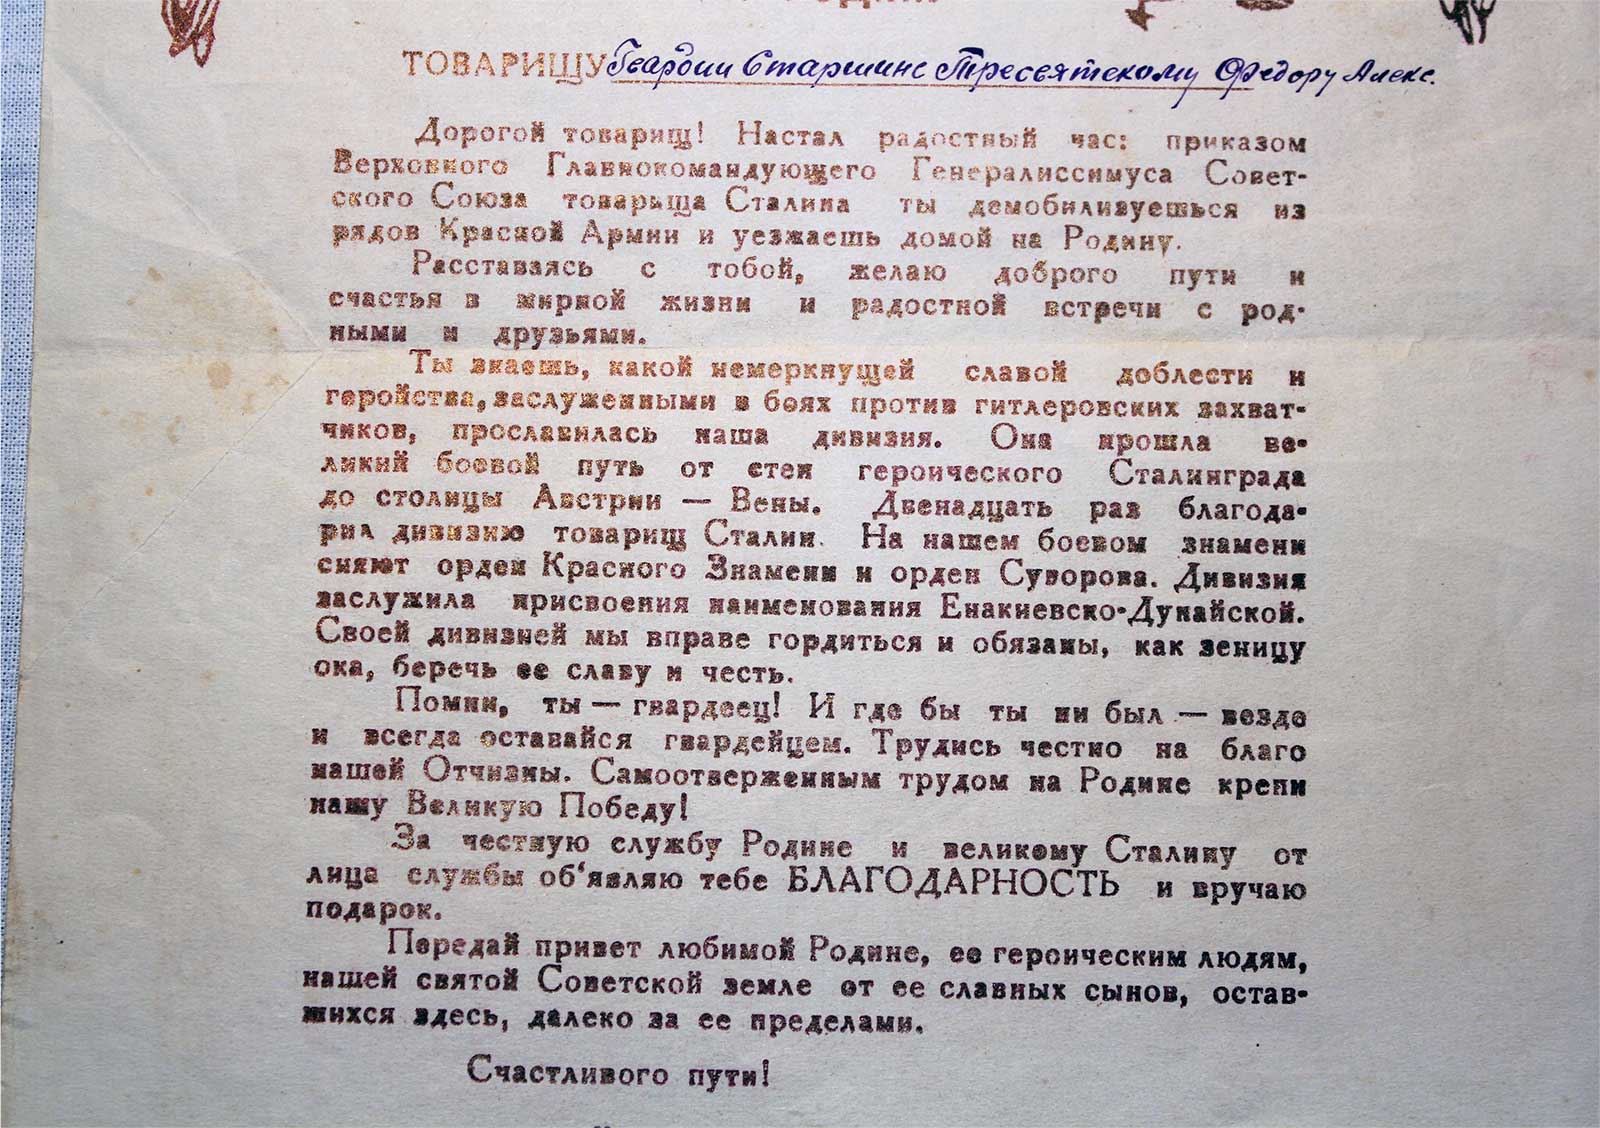 ТОВАРИЩУ Гвардии Старшине Тресвятскому Федору Алекс.
Дорогой товарищ! Настал радостный час: приказом
Верховного Главнокомандующего Генералиссимуса Совет-
ского Союза товарища Сталина ты демобилизуешься из
рядов Красной Армии и уезжаешь домой на Родину.
Расставаясь с тобой, желаю доброго пути и
счастья в мирной жизни и радостной встречи с род-
ными и друзьями.
Ты знаешь, какой немеркнущей славой доблести и
геройства, заслуженными в боях против гитлеровских захват-
чиков, прославилась наша дивизия. Она прошла ве-
ликий боевой путь от стен героического Сталинграда
до столицы Австрии — Вены. Двенадцать раз благода-
рил дивизию товарищ Сталин. На нашем боевом знамени
сияют орден Красного Знамени и орден Суворова. Дивизия
заслужила присвоения наименования Енакиевско-Дунайской.
Своей дивизией мы вправе гордиться и обязаны, как зеницу
ока, беречь ее славу и честь.
Помни, ты — гвардеец! И где бы ты ни был — везде
и всегда оставайся гвардейцем. Трудись честно на благо
нашей Отчизны. Самоотверженным трудом на Родине крепи
нашу Великую Победу!
За честную службу Родине и великому Сталину от
лица службы об‘являю тебе БЛАГОДАРНОСТЬ и вручаю
подарок.
Передай привет любимой Родине, ее героическим людям,
нашей святой Советской земле от ее славных сынов, остав-
шихся здесь, далеко за ее пределами.
Счастливого пути!